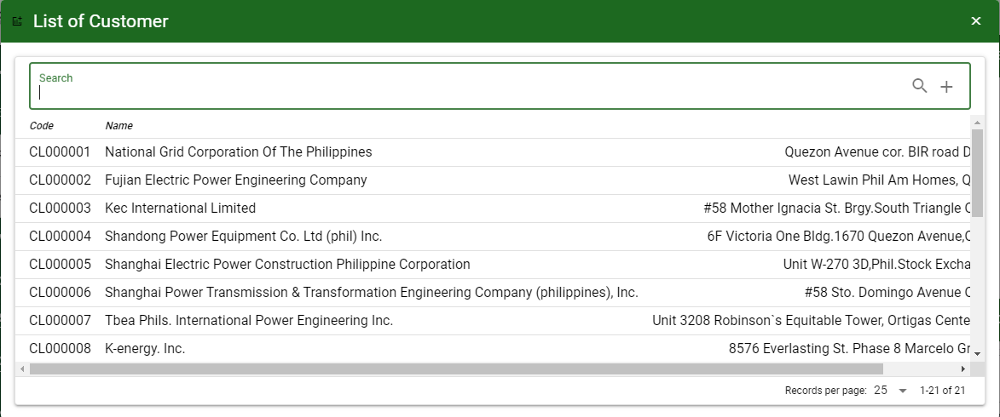 List of Customer
Search
Code Name
CL000001 National Grid Corporation Of The Philippines Quezon Avenue cor. BIR road D
CL000002 Fujian Electric Power Engineering Company West Lawin Phil Am Homes, Q
CL000003 Kec International Limited #58 Mother Ignacia St. Brgy.South Triangle
CL000004 Shandong Power Equipment Co. Ltd (phil) Inc. 6F Victoria One Bldg.1670 Quezon Avenue,
CL000005 Shanghai Electric Power Construction Philippine Corporation Unit W-270 3D,Phil.Stock Excha
CL000006 Shanghai Power Transmission & Transformation Engineering Company (philippines), Inc. #58 Sto. Domingo Avenue
CL000007 Tbea Phils. International Power Engineering Inc. Unit 3208 Robinson`s Equitable Tower, Ortigas Cente
CL000008 K-energy. Inc. 8576 Everlasting St. Phase 8 Marcelo Gr
Records per page: 25 1-21 of 21